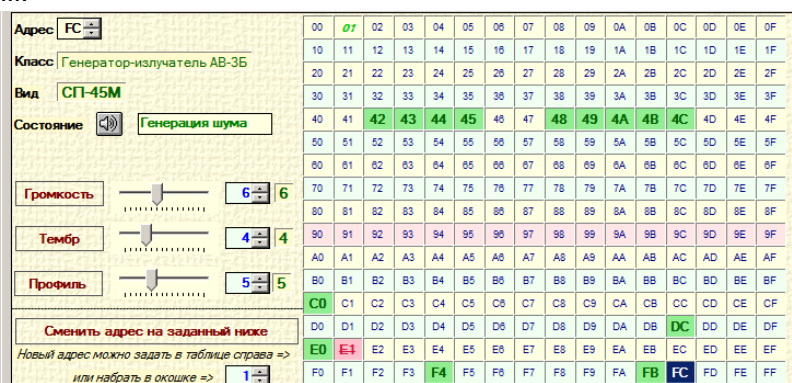 Адрес FC
Класс Генератор-излучатель АВ-3Б
Вид СП-45М
Состояние Генерация шума
Громкость 6 6
Тембр 4 4
Профиль 5 5
Сменить адрес на заданный ниже
Новый адрес можно задать в таблице справа =>
или набрать в окошке => 1
00 01 02 03 04 05 06 07 08 09 0A 0B 0C 0D 0E 0F
10 11 12 13 14 15 16 17 18 19 1A 1B 1C 1D 1E 1F
20 21 22 23 24 25 26 27 28 29 2A 2B 2C 2D 2E 2F
30 31 32 33 34 35 36 37 38 39 3A 3B 3C 3D 3E 3F
40 41 42 43 44 45 46 47 48 49 4A 4B 4C 4D 4E 4F
50 51 52 53 54 55 56 57 58 59 5A 5B 5C 5D 5E 5F
60 61 62 63 64 65 66 67 68 69 6A 6B 6C 6D 6E 6F
70 71 72 73 74 75 76 77 78 79 7A 7B 7C 7D 7E 7F
80 81 82 83 84 85 86 87 88 89 8A 8B 8C 8D 8E 8F
90 91 92 93 94 95 96 97 98 99 9A 9B 9C 9D 9E 9F
A0 A1 A2 A3 A4 A5 A6 A7 A8 A9 AA AB AC AD AE AF
B0 B1 B2 B3 B4 B5 B6 B7 B8 B9 BA BB BC BD BE BF
C0 C1 C2 C3 C4 C5 C6 C7 C8 C9 CA CB CC CD CE CF
D0 D1 D2 D3 D4 D5 D6 D7 D8 D9 DA DB DC DD DE DF
E0 E1 E2 E3 E4 E5 E6 E7 E8 E9 EA EB EC ED EE EF
F0 F1 F2 F3 F4 F5 F6 F7 F8 F9 FA FB FC FD FE FF